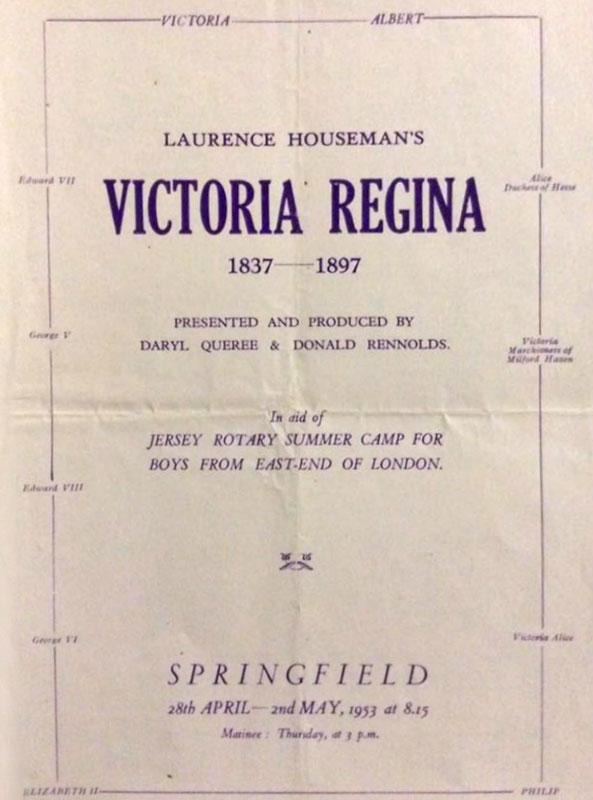 VICTORIA ALBERT
LAURENCE HOUSEMAN'S
Edward VII
Alice
Duchess of Hesse
VICTORIA REGINA
1837—1897
PRESENTED AND PRODUCED BY
George V
DARYL QUEREE & DONALD RENNOLDS.
Victoria
Marchioness of
Milford Haven
In aid of
JERSEY ROTARY SUMMER CAMP FOR
BOYS FROM EAST-END OF LONDON.
Edward VIII
George VI
Victoria Alice
SPRINGFIELD
28th APRIL—2nd MAY, 1953 at 8.15
Matinee : Thursday, at 3 p.m.
ELIZABETH II PHILIP